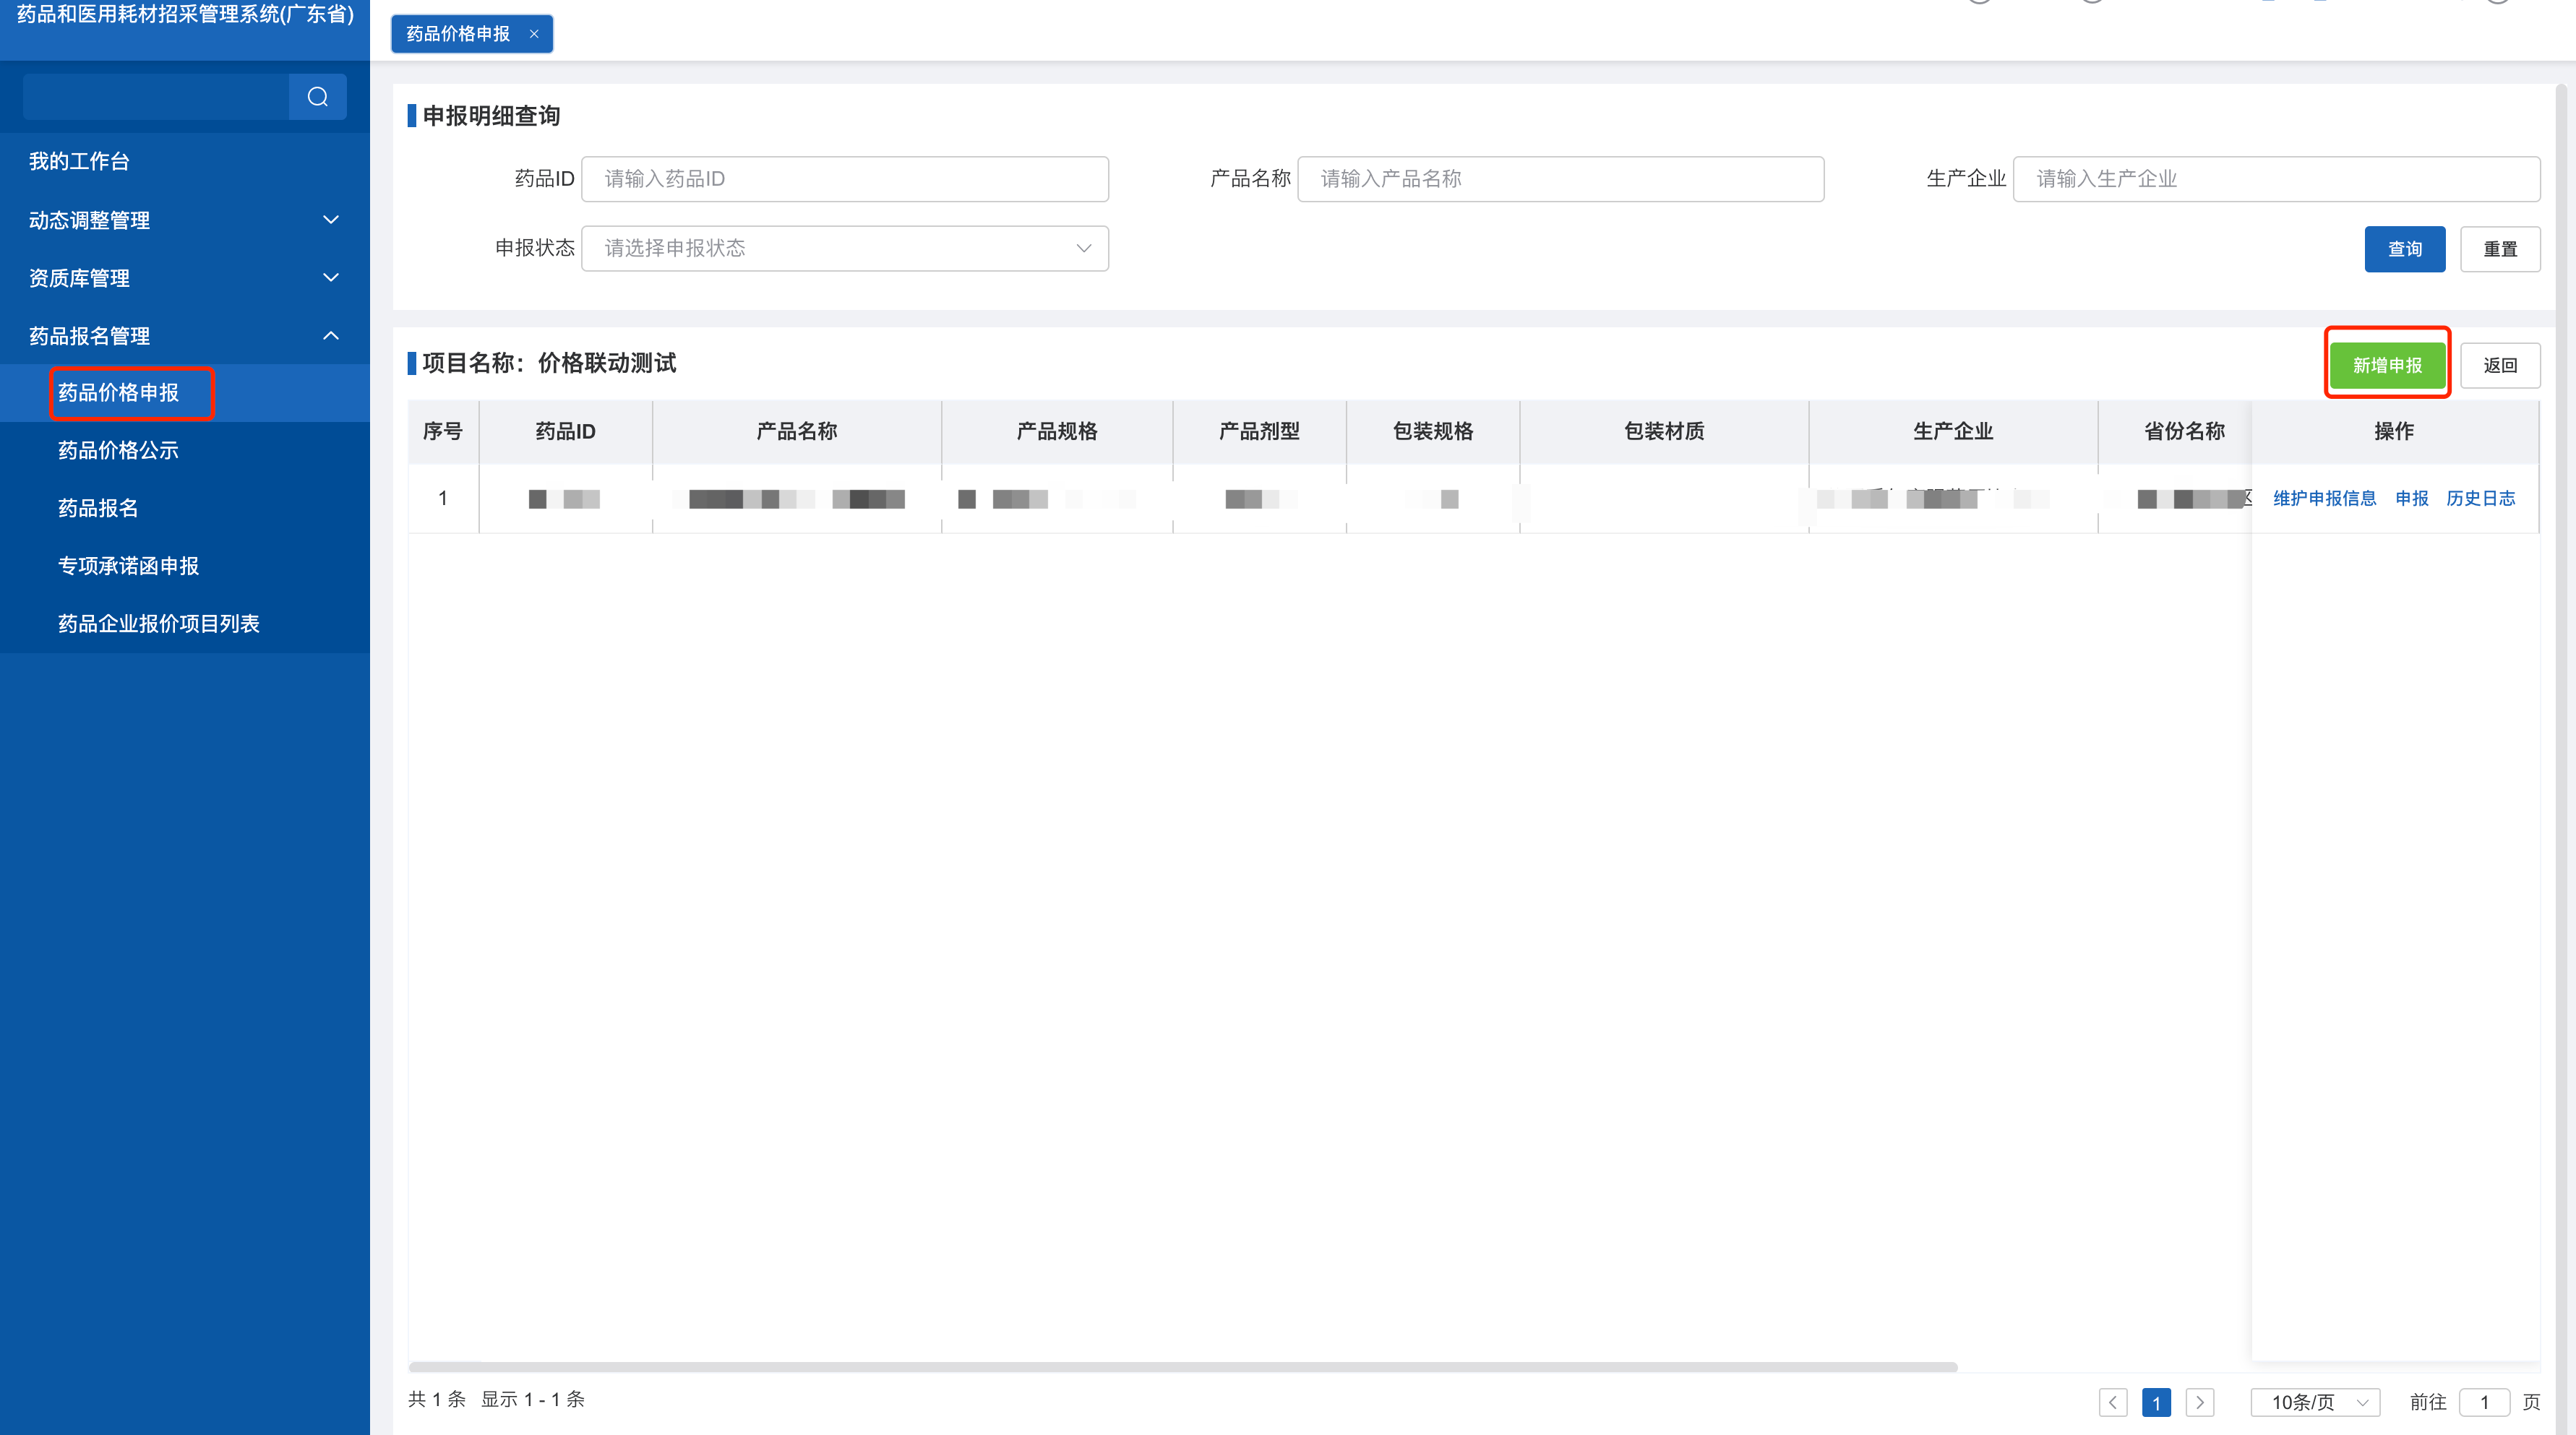 药品和医用耗材招采管理系统(广东省)
药品价格申报 ×
我的工作台
动态调整管理
资质库管理
药品报名管理
药品价格申报
药品价格公示
药品报名
专项承诺函申报
药品企业报价项目列表
申报明细查询
药品ID 请输入药品ID 产品名称 请输入产品名称 生产企业 请输入生产企业
申报状态 请选择申报状态 查询 重置
项目名称：价格联动测试 新增申报 返回
序号 药品ID 产品名称 产品规格 产品剂型 包装规格 包装材质 生产企业 省份名称 操作
1 维护申报信息 申报 历史日志
共 1 条 显示 1 - 1 条 1 10条/页 前往 1 页